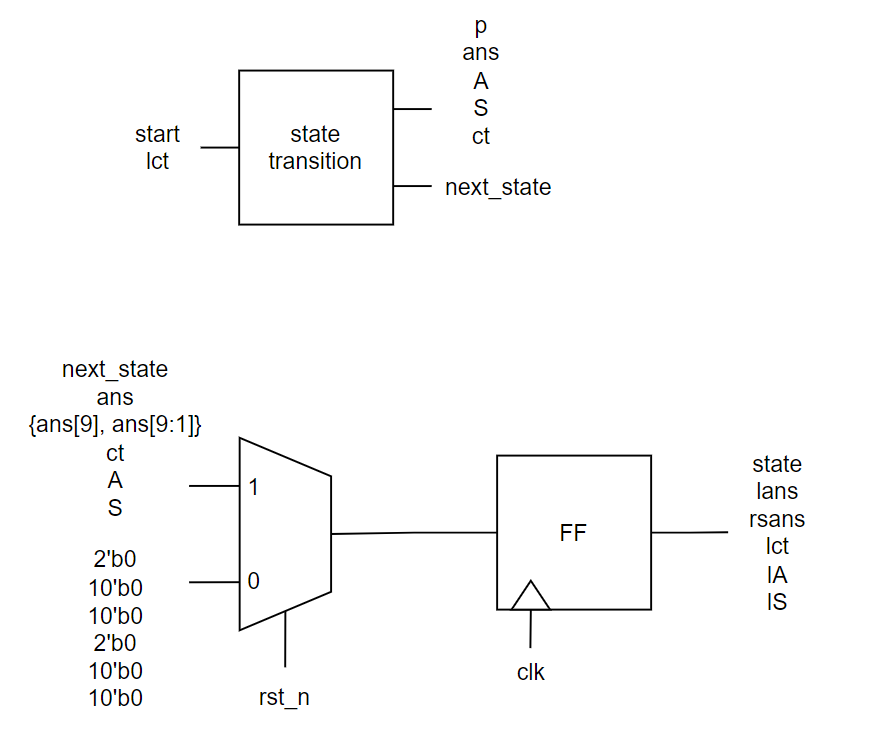 p
ans
A
S
ct
start
lct
state
transition
next_state
next_state
ans
{ans[9], ans[9:1]}
ct
A
S
1
2'b0
10'b0
10'b0
2'b0
10'b0
10'b0
0
rst_n
FF
clk
state
lans
rsans
lct
lA
lS